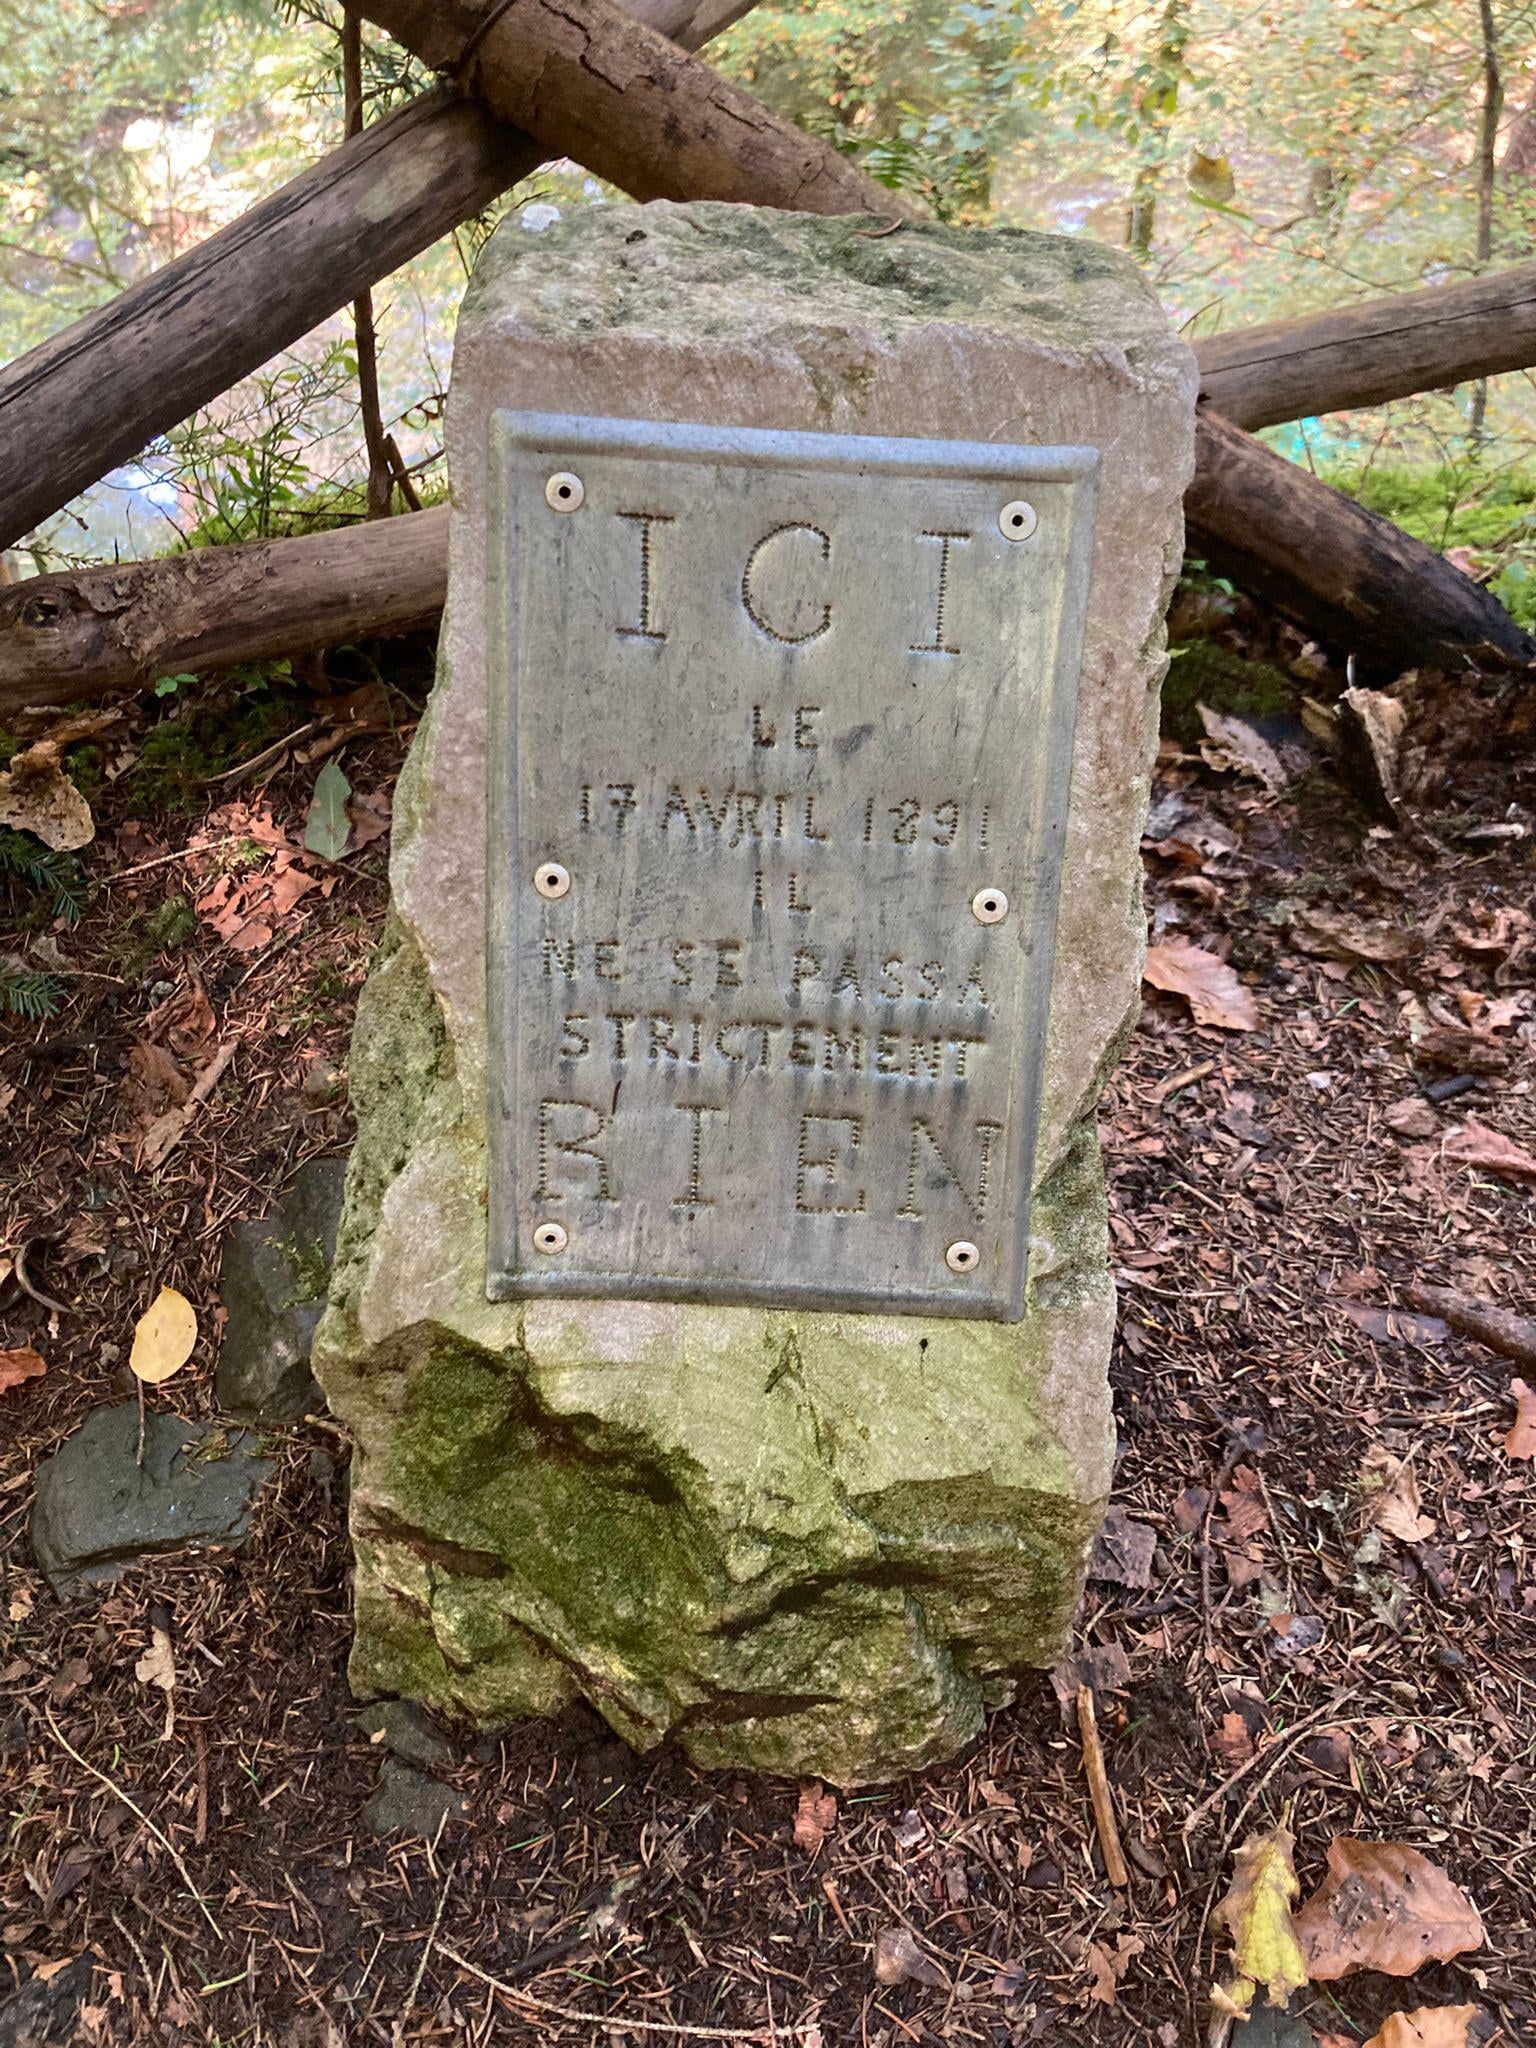 ICI
LE
17 AVRIL 1891
IL
NE SE PASSA
STRICTEMENT
RIEN